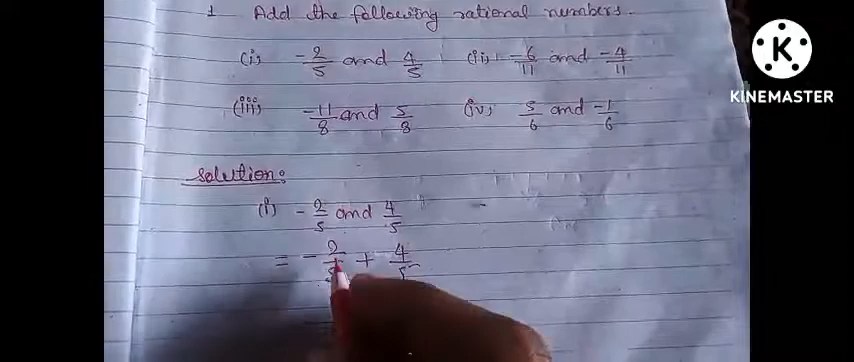 1 Add the following rational numbers.
(i) -2/5 and 4/5 (ii) -6/11 and -4/11
(iii) -11/8 and 5/8 (iv) 5/6 and -1/6
Solution:
(i) -2/5 and 4/5
= -2/5 + 4/5
K
KINEMASTER